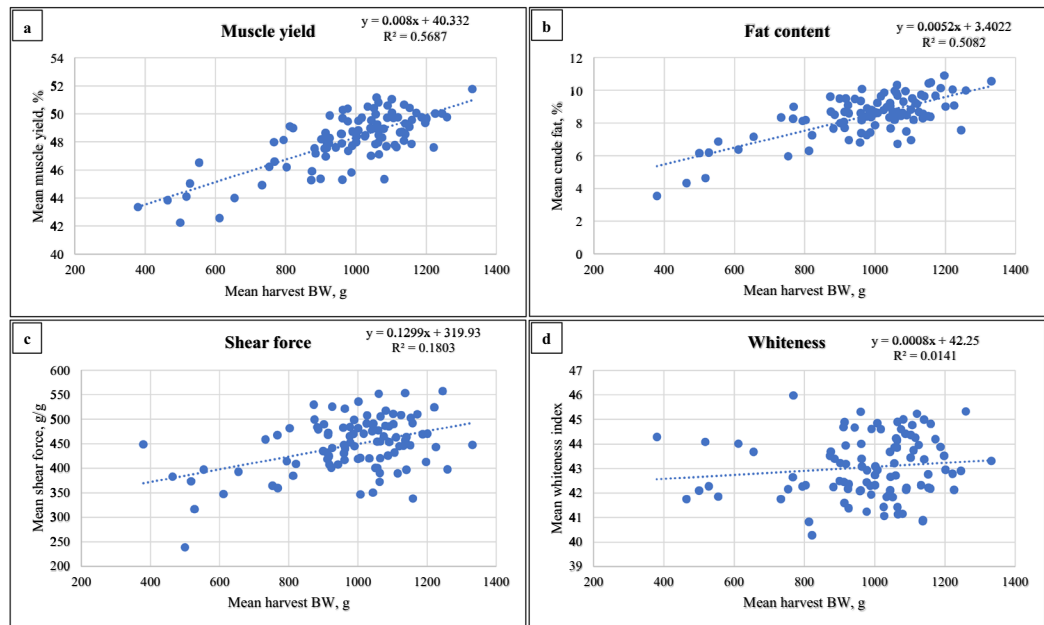 a
Muscle yield
y = 0.008x + 40.332
R² = 0.5687
Mean muscle yield, %
54
52
50
48
46
44
42
40
200 400 600 800 1000 1200 1400
Mean harvest BW, g
b
Fat content
y = 0.0052x + 3.4022
R² = 0.5082
Mean crude fat, %
14
12
10
8
6
4
2
0
200 400 600 800 1000 1200 1400
Mean harvest BW, g
c
Shear force
y = 0.1299x + 319.93
R² = 0.1803
Mean shear force, g/g
600
550
500
450
400
350
300
250
200
200 400 600 800 1000 1200 1400
Mean harvest BW, g
d
Whiteness
y = 0.0008x + 42.25
R² = 0.0141
Mean whiteness index
47
46
45
44
43
42
41
40
39
200 400 600 800 1000 1200 1400
Mean harvest BW, g